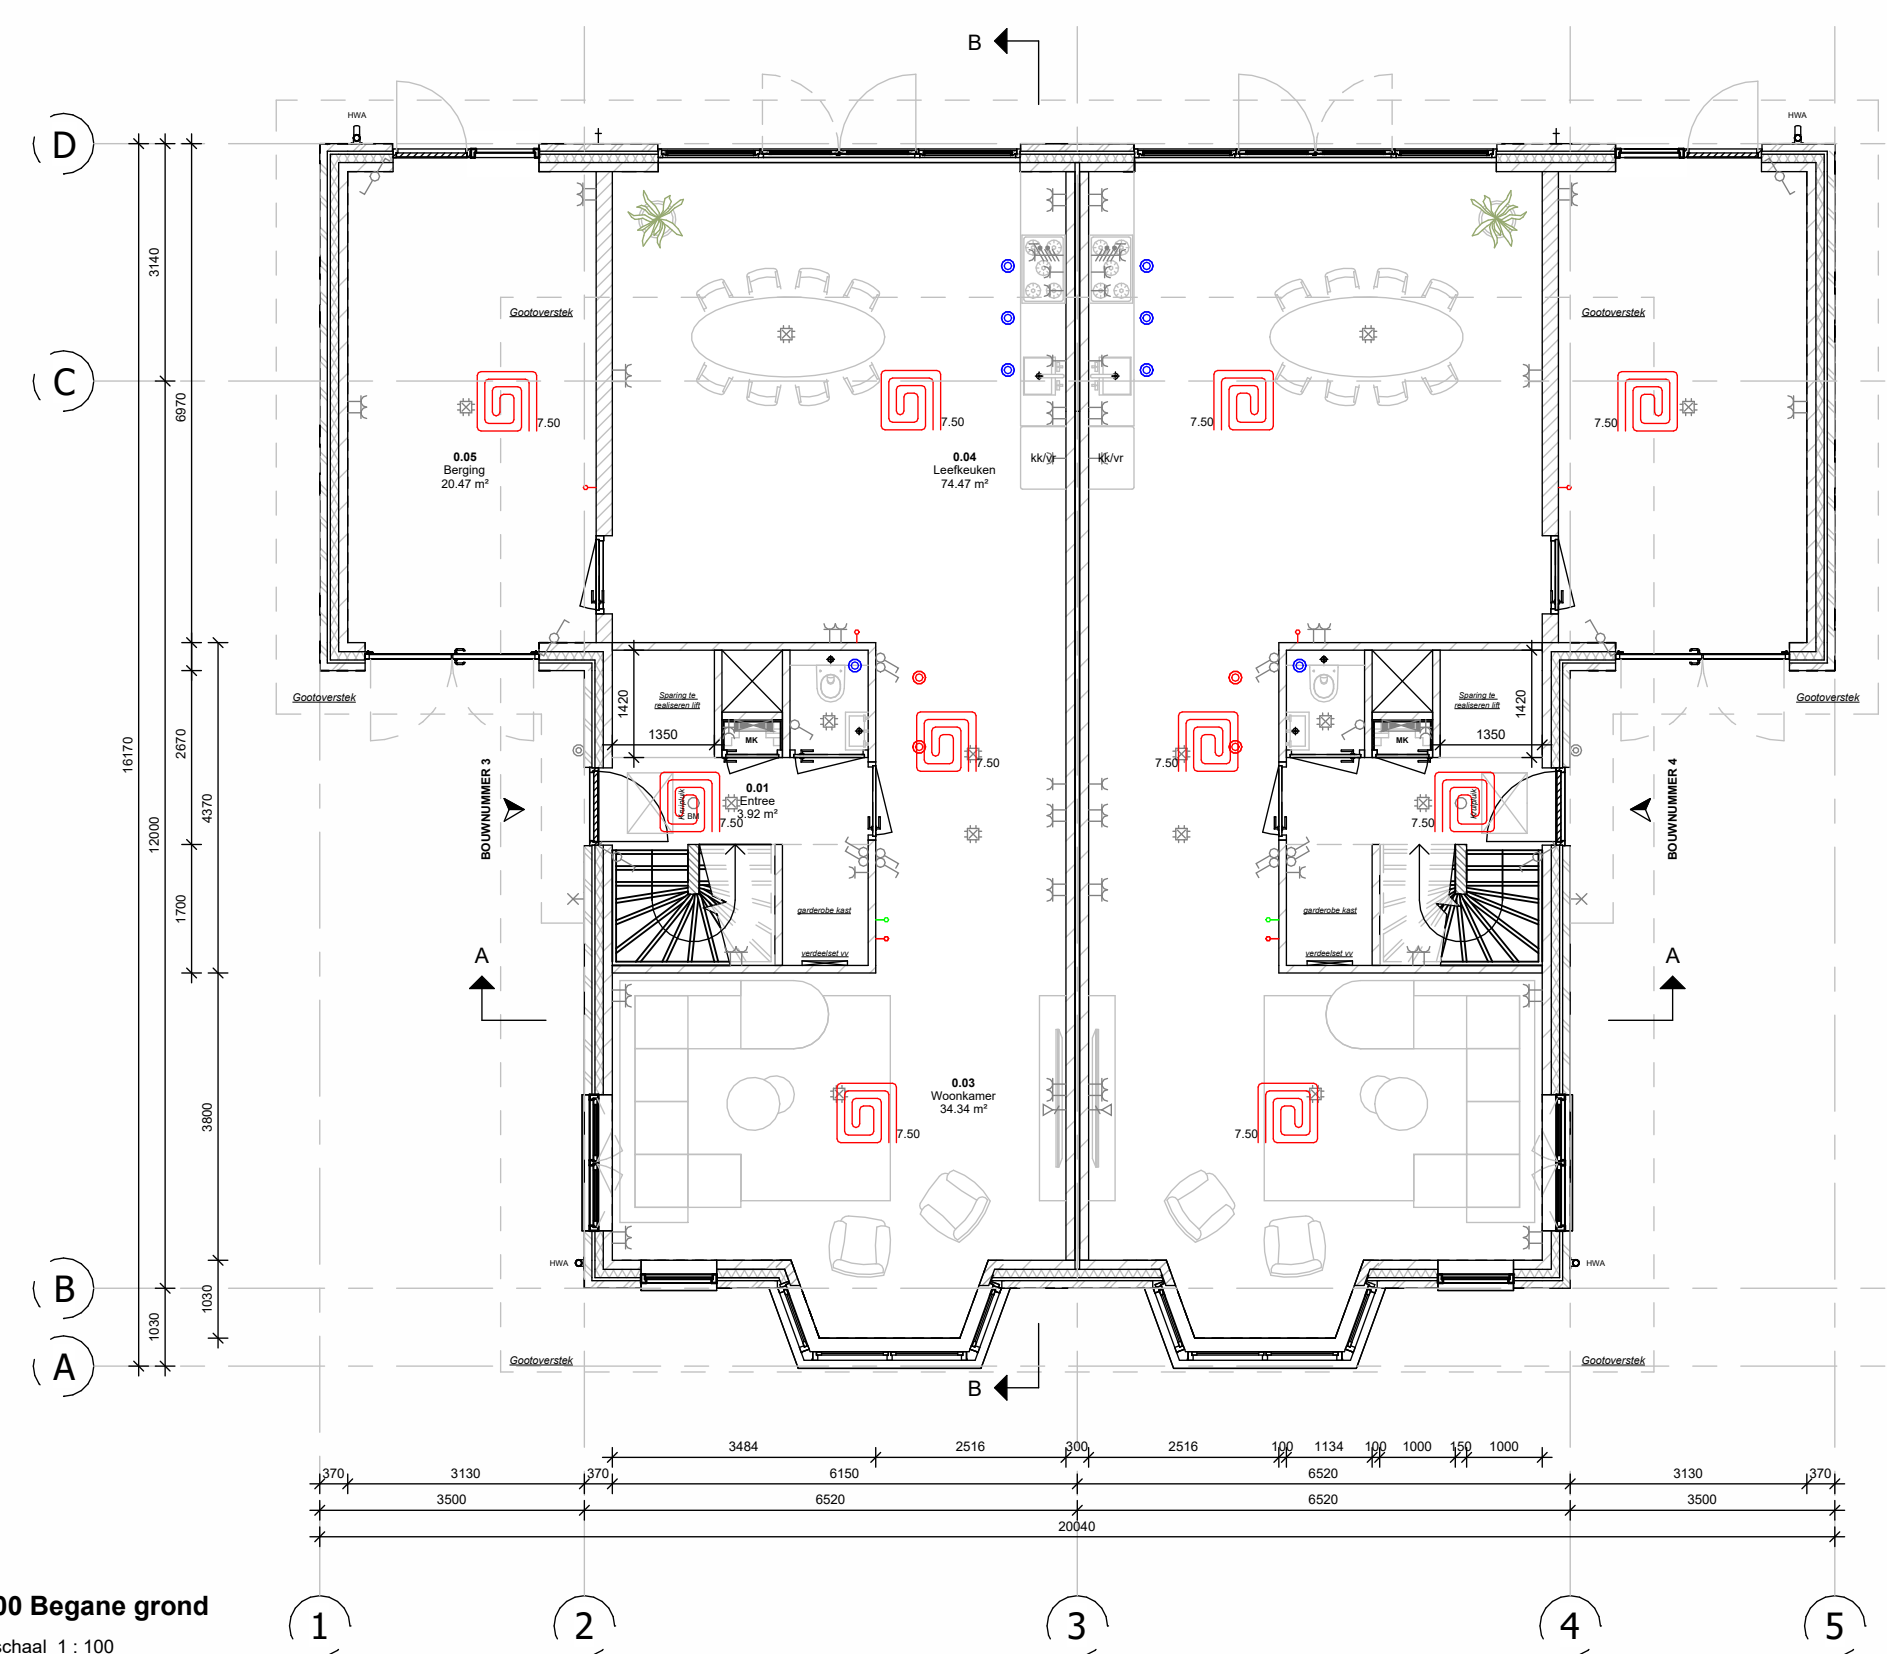 B
D
HWA
HWA
3140
Gootoverstek
Gootoverstek
C
6970
7.50
7.50
7.50
7.50
0.05
Berging
20.47 m²
0.04
Leefkeuken
74.47 m²
kk/vr
kk/vr
Gootoverstek
Gootoverstek
Sparing te
realiseren lift
Sparing te
realiseren lift
1420
1420
1350
1350
MK
MK
16170
2670
12000
4370
1700
BOUWNUMMER 3
BOUWNUMMER 4
7.50
7.50
0.01
Entree
3.92 m²
Kruipluik
BM
7.50
7.50
Kruipluik
garderobe kast
garderobe kast
verdeelset vv
verdeelset vv
A
A
3800
0.03
Woonkamer
34.34 m²
7.50
7.50
HWA
HWA
B
1030
1030
A
Gootoverstek
Gootoverstek
B
3484
2516
300
2516
100
1134
100
1000
150
1000
370
3130
370
6150
6520
3130
370
3500
6520
6520
3500
20040
00 Begane grond
schaal 1 : 100
1
2
3
4
5